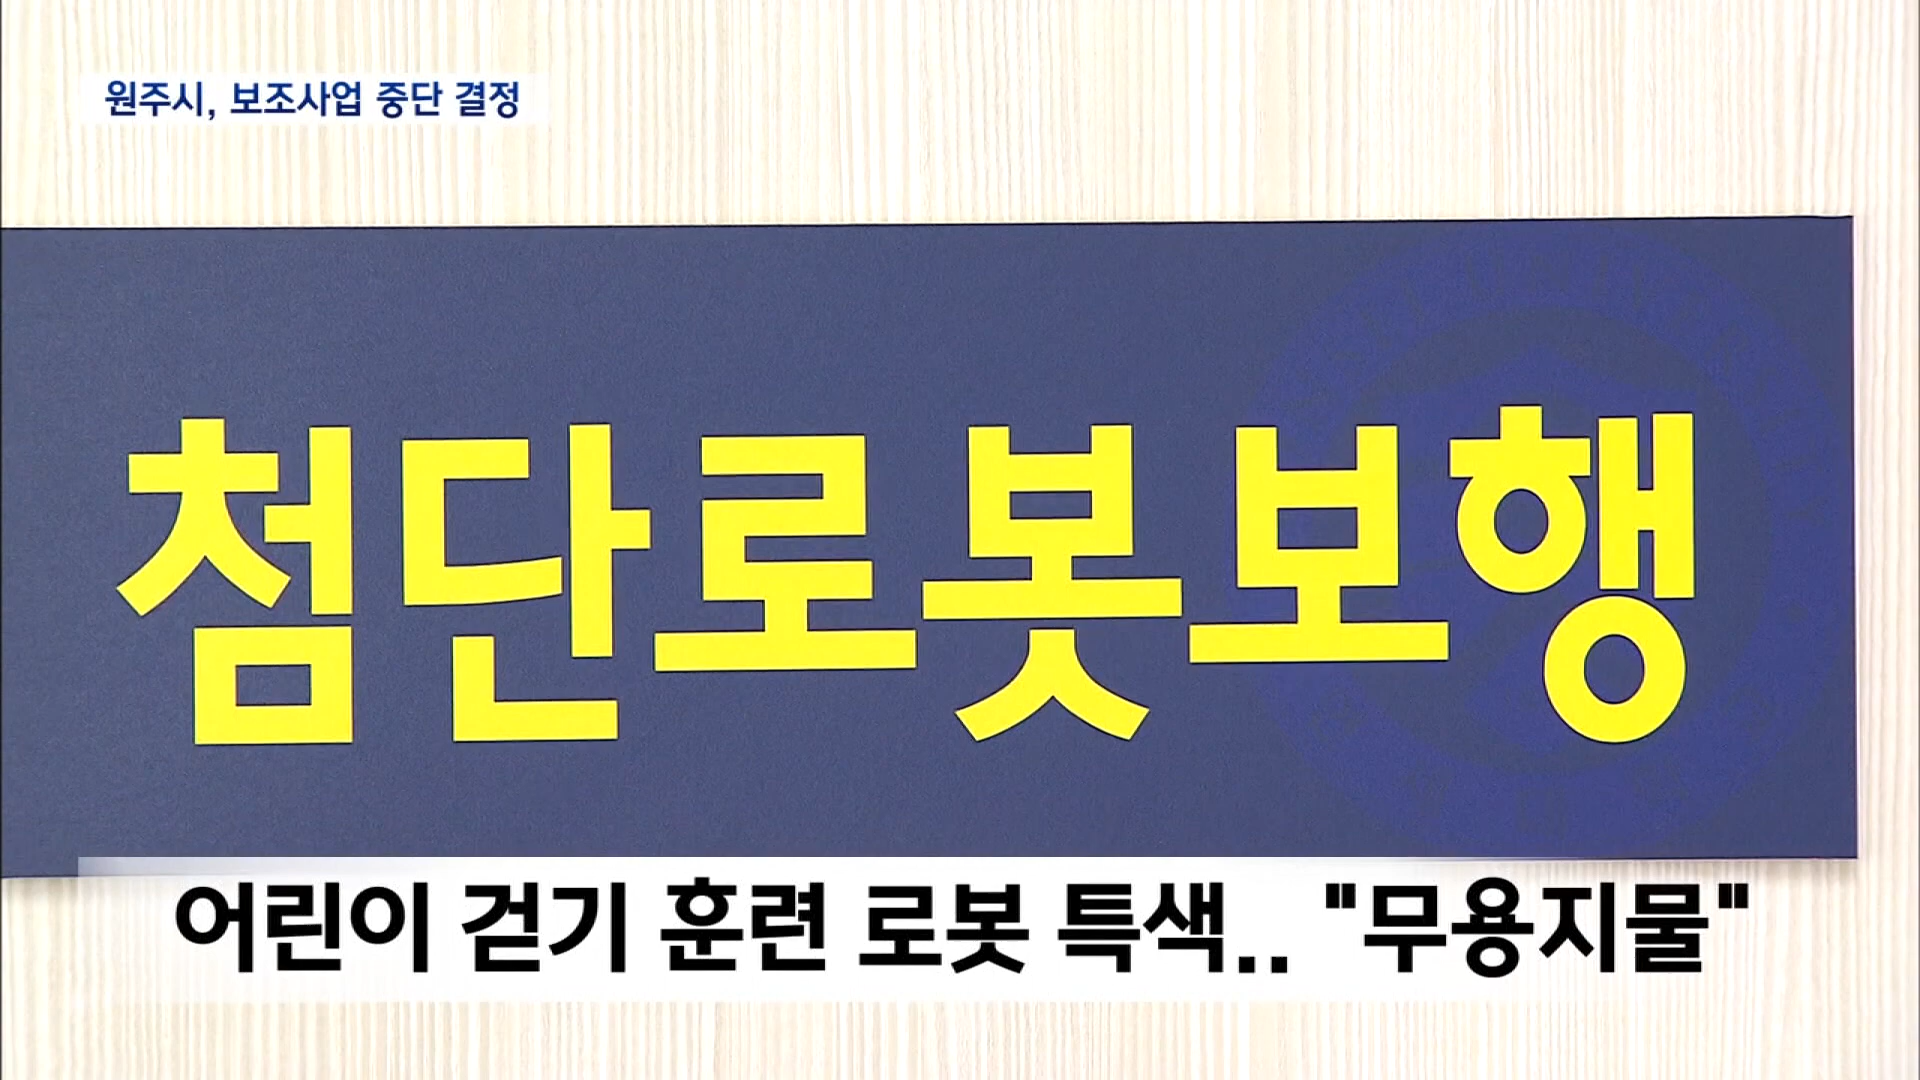 원주시, 보조사업 중단 결정
첨단로봇보행
어린이 걷기 훈련 로봇 특색.. "무용지물"